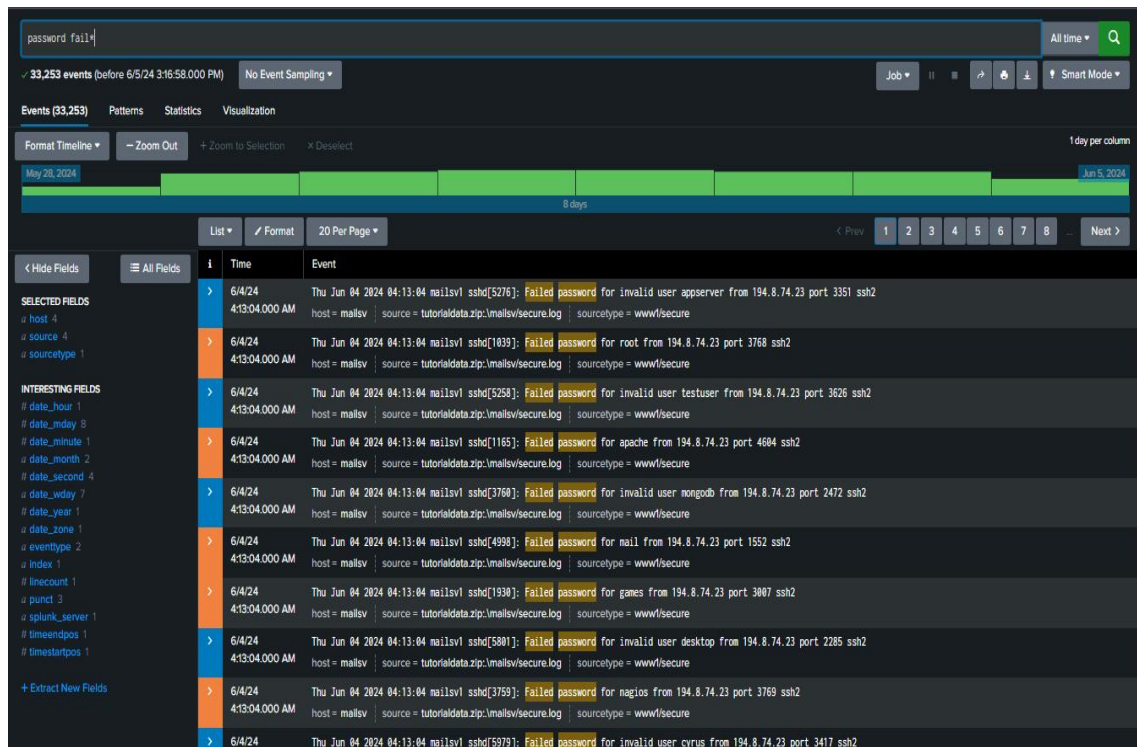 password fail*
All time
✓ 33,253 events (before 6/5/24 3:16:58.000 PM) No Event Sampling
Job Smart Mode
Events (33,253) Patterns Statistics Visualization
Format Timeline – Zoom Out + Zoom to Selection × Deselect 1 day per column
May 28, 2024 Jun 5, 2024
8 days
List Format 20 Per Page < Prev 1 2 3 4 5 6 7 8 ... Next >
< Hide Fields All Fields
SELECTED FIELDS
a host 4
a source 4
a sourcetype 1
INTERESTING FIELDS
# date_hour 1
# date_mday 8
# date_minute 1
a date_month 2
# date_second 4
a date_wday 7
# date_year 1
a date_zone 1
a eventtype 2
a index 1
# linecount 1
a punct 3
a splunk_server 1
# timeendpos 1
# timestartpos 1
+ Extract New Fields
i Time Event
> 6/4/24 Thu Jun 04 2024 04:13:04 mailsv1 sshd[5276]: Failed password for invalid user appserver from 194.8.74.23 port 3351 ssh2
4:13:04.000 AM host = mailsv source = tutorialdata.zip:.\mailsv/secure.log sourcetype = www1/secure
> 6/4/24 Thu Jun 04 2024 04:13:04 mailsv1 sshd[1039]: Failed password for root from 194.8.74.23 port 3768 ssh2
4:13:04.000 AM host = mailsv source = tutorialdata.zip:.\mailsv/secure.log sourcetype = www1/secure
> 6/4/24 Thu Jun 04 2024 04:13:04 mailsv1 sshd[5258]: Failed password for invalid user testuser from 194.8.74.23 port 3626 ssh2
4:13:04.000 AM host = mailsv source = tutorialdata.zip:.\mailsv/secure.log sourcetype = www1/secure
> 6/4/24 Thu Jun 04 2024 04:13:04 mailsv1 sshd[1165]: Failed password for apache from 194.8.74.23 port 4604 ssh2
4:13:04.000 AM host = mailsv source = tutorialdata.zip:.\mailsv/secure.log sourcetype = www1/secure
> 6/4/24 Thu Jun 04 2024 04:13:04 mailsv1 sshd[3760]: Failed password for invalid user mongodb from 194.8.74.23 port 2472 ssh2
4:13:04.000 AM host = mailsv source = tutorialdata.zip:.\mailsv/secure.log sourcetype = www1/secure
> 6/4/24 Thu Jun 04 2024 04:13:04 mailsv1 sshd[4998]: Failed password for mail from 194.8.74.23 port 1552 ssh2
4:13:04.000 AM host = mailsv source = tutorialdata.zip:.\mailsv/secure.log sourcetype = www1/secure
> 6/4/24 Thu Jun 04 2024 04:13:04 mailsv1 sshd[1930]: Failed password for games from 194.8.74.23 port 3007 ssh2
4:13:04.000 AM host = mailsv source = tutorialdata.zip:.\mailsv/secure.log sourcetype = www1/secure
> 6/4/24 Thu Jun 04 2024 04:13:04 mailsv1 sshd[5801]: Failed password for invalid user desktop from 194.8.74.23 port 2285 ssh2
4:13:04.000 AM host = mailsv source = tutorialdata.zip:.\mailsv/secure.log sourcetype = www1/secure
> 6/4/24 Thu Jun 04 2024 04:13:04 mailsv1 sshd[3759]: Failed password for nagios from 194.8.74.23 port 3769 ssh2
4:13:04.000 AM host = mailsv source = tutorialdata.zip:.\mailsv/secure.log sourcetype = www1/secure
> 6/4/24 Thu Jun 04 2024 04:13:04 mailsv1 sshd[5979]: Failed password for invalid user cyrus from 194.8.74.23 port 3417 ssh2